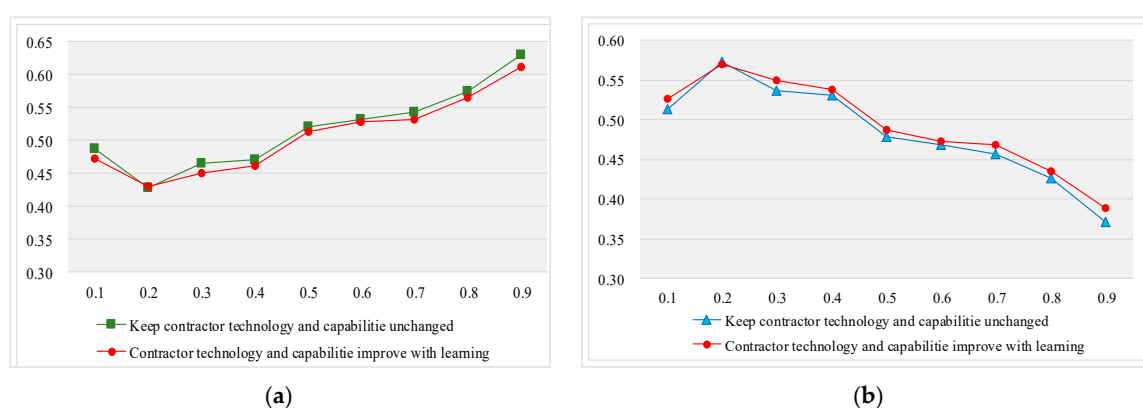 0.65
0.60
0.55
0.50
0.45
0.40
0.35
0.30
0.1 0.2 0.3 0.4 0.5 0.6 0.7 0.8 0.9
Keep contractor technology and capabilitie unchanged
Contractor technology and capabilitie improve with learning
(a)
0.60
0.55
0.50
0.45
0.40
0.35
0.30
0.1 0.2 0.3 0.4 0.5 0.6 0.7 0.8 0.9
Keep contractor technology and capabilitie unchanged
Contractor technology and capabilitie improve with learning
(b)